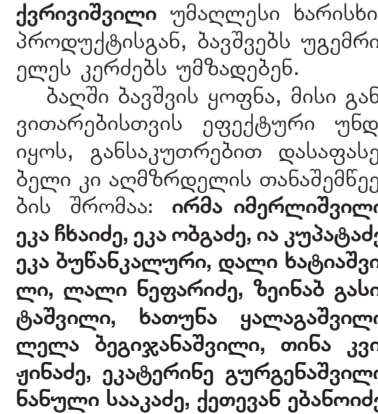 ქვრივიშვილი უმაღლესი ხარისხი
პროდუქტისგან, ბავშვებს უგემრი
ელეს კერძებს უმზადებენ.
ბაღში ბავშვის ყოფნა, მისი გან
ვითარებისთვის ეფექტური უნდ
იყოს, განსაკუთრებით დასაფასე
ბელი კი აღმზრდელის თანაშემწეე
ბის შრომაა: ირმა იმერლიშვილი
ეკა ჩხაიძე, ეკა ობგაძე, ია კუპატაძე
ეკა ბუწანკალური, დალი ხატიაშვი
ლი, ლალი ნეფარიძე, ზეინაბ გასი
ტაშვილი, ხათუნა ყალაგაშვილი
ლელა ბეგიჯანაშვილი, თინა კვი
ჟინაძე, ეკატერინე გურგენაშვილი
ნანული სააკაძე, ქეთევან ებანოიძე